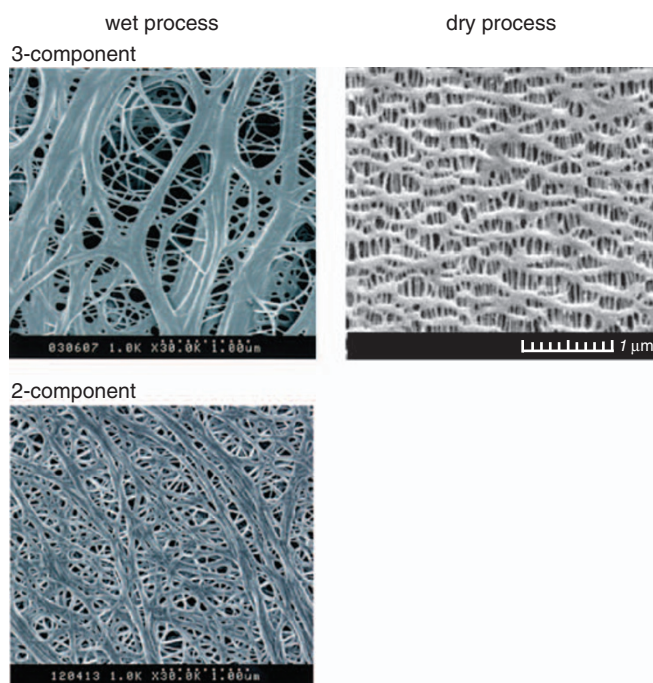 wet process
dry process
3-component
030607 1.0K X30.0K 1.00um
1 μm
2-component
120413 1.0K X30.0K 1.00um